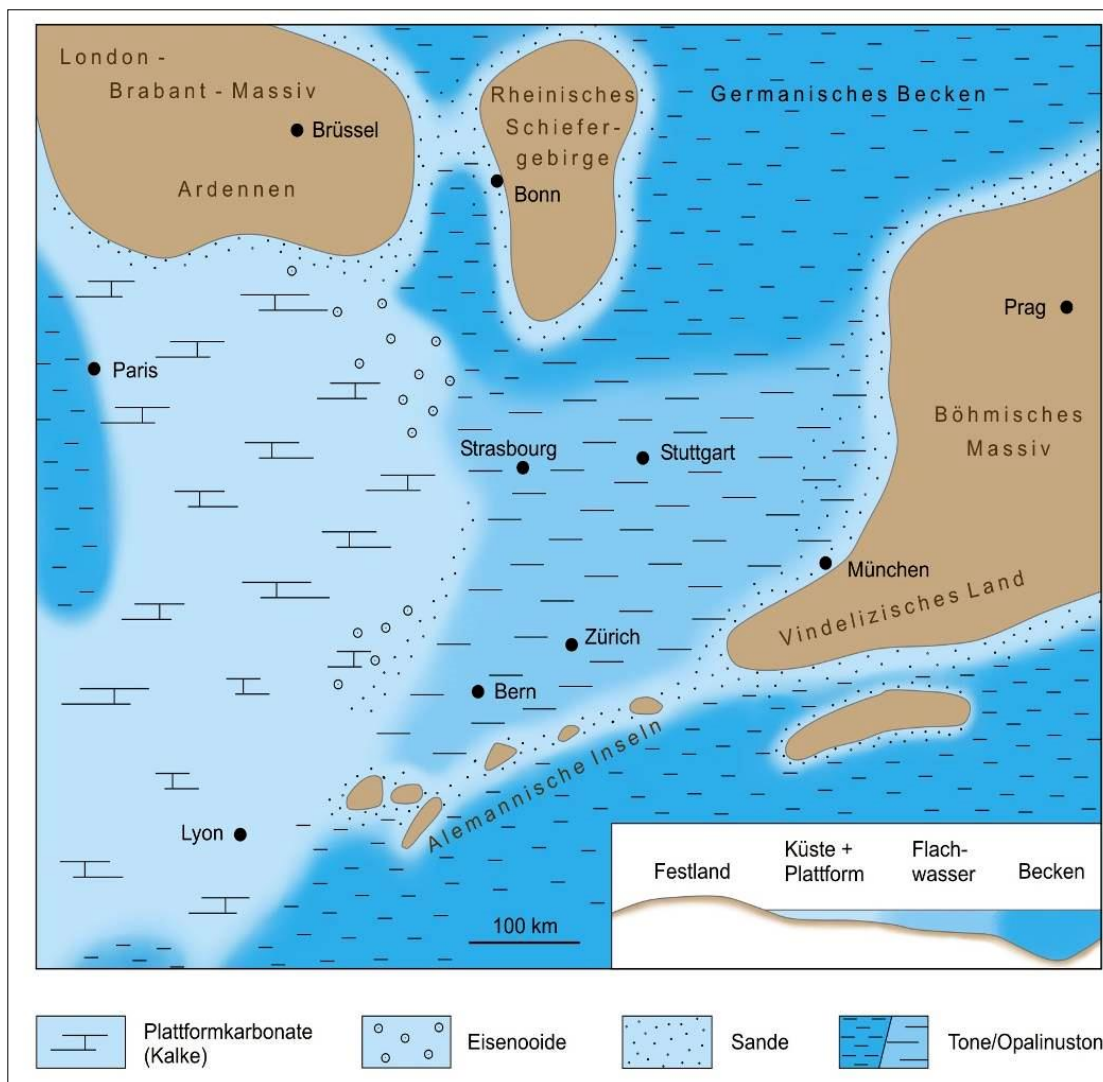 London -
Brabant - Massiv
Brüssel
Ardennen
Rheinisches
Schiefer-
gebirge
Bonn
Germanisches Becken
Prag
Paris
Böhmisches
Massiv
Strasbourg
Stuttgart
München
Vindelizisches Land
Zürich
Bern
Alemannische Inseln
Lyon
100 km
Festland
Küste +
Plattform
Flach-
wasser
Becken
Plattformkarbonate
(Kalke)
Eisenooide
Sande
Tone/Opalinuston